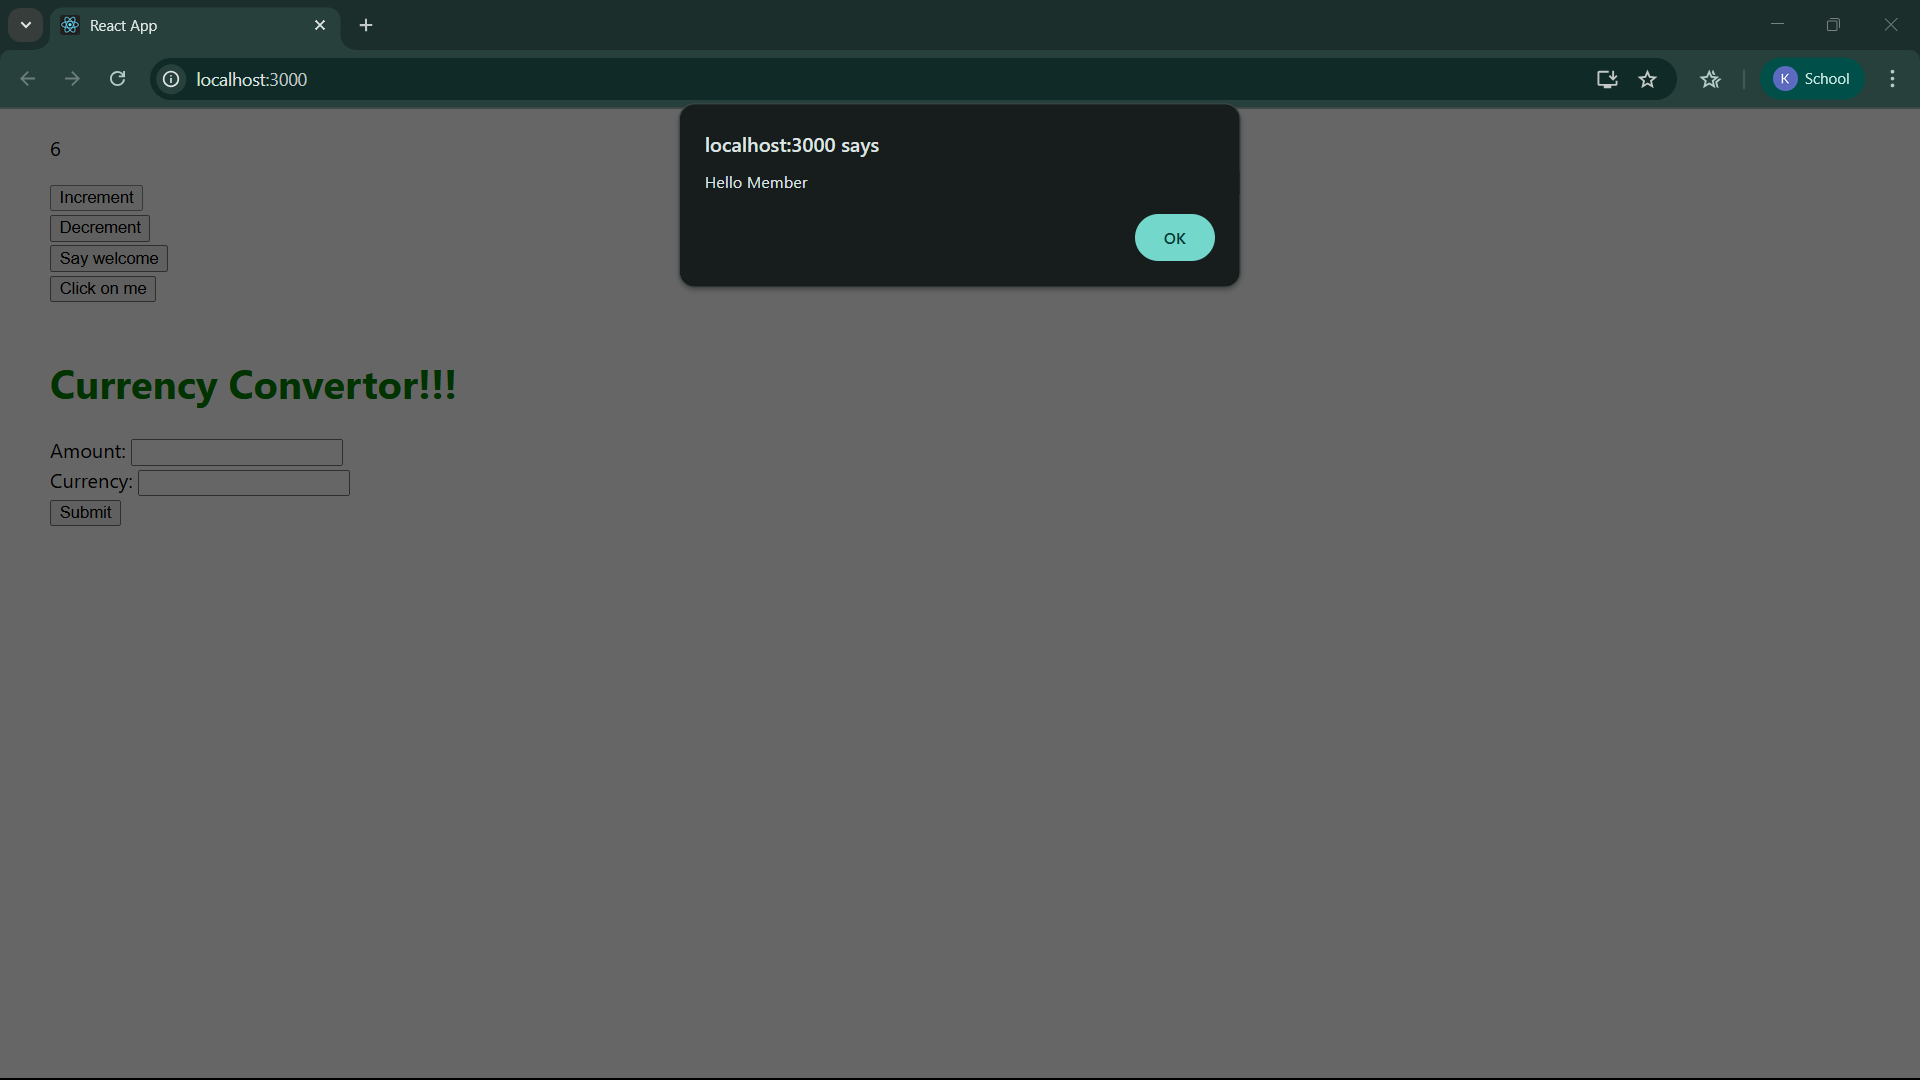 React App
localhost:3000
K School
localhost:3000 says
Hello Member
OK
6
Increment
Decrement
Say welcome
Click on me
Currency Convertor!!!
Amount:
Currency:
Submit